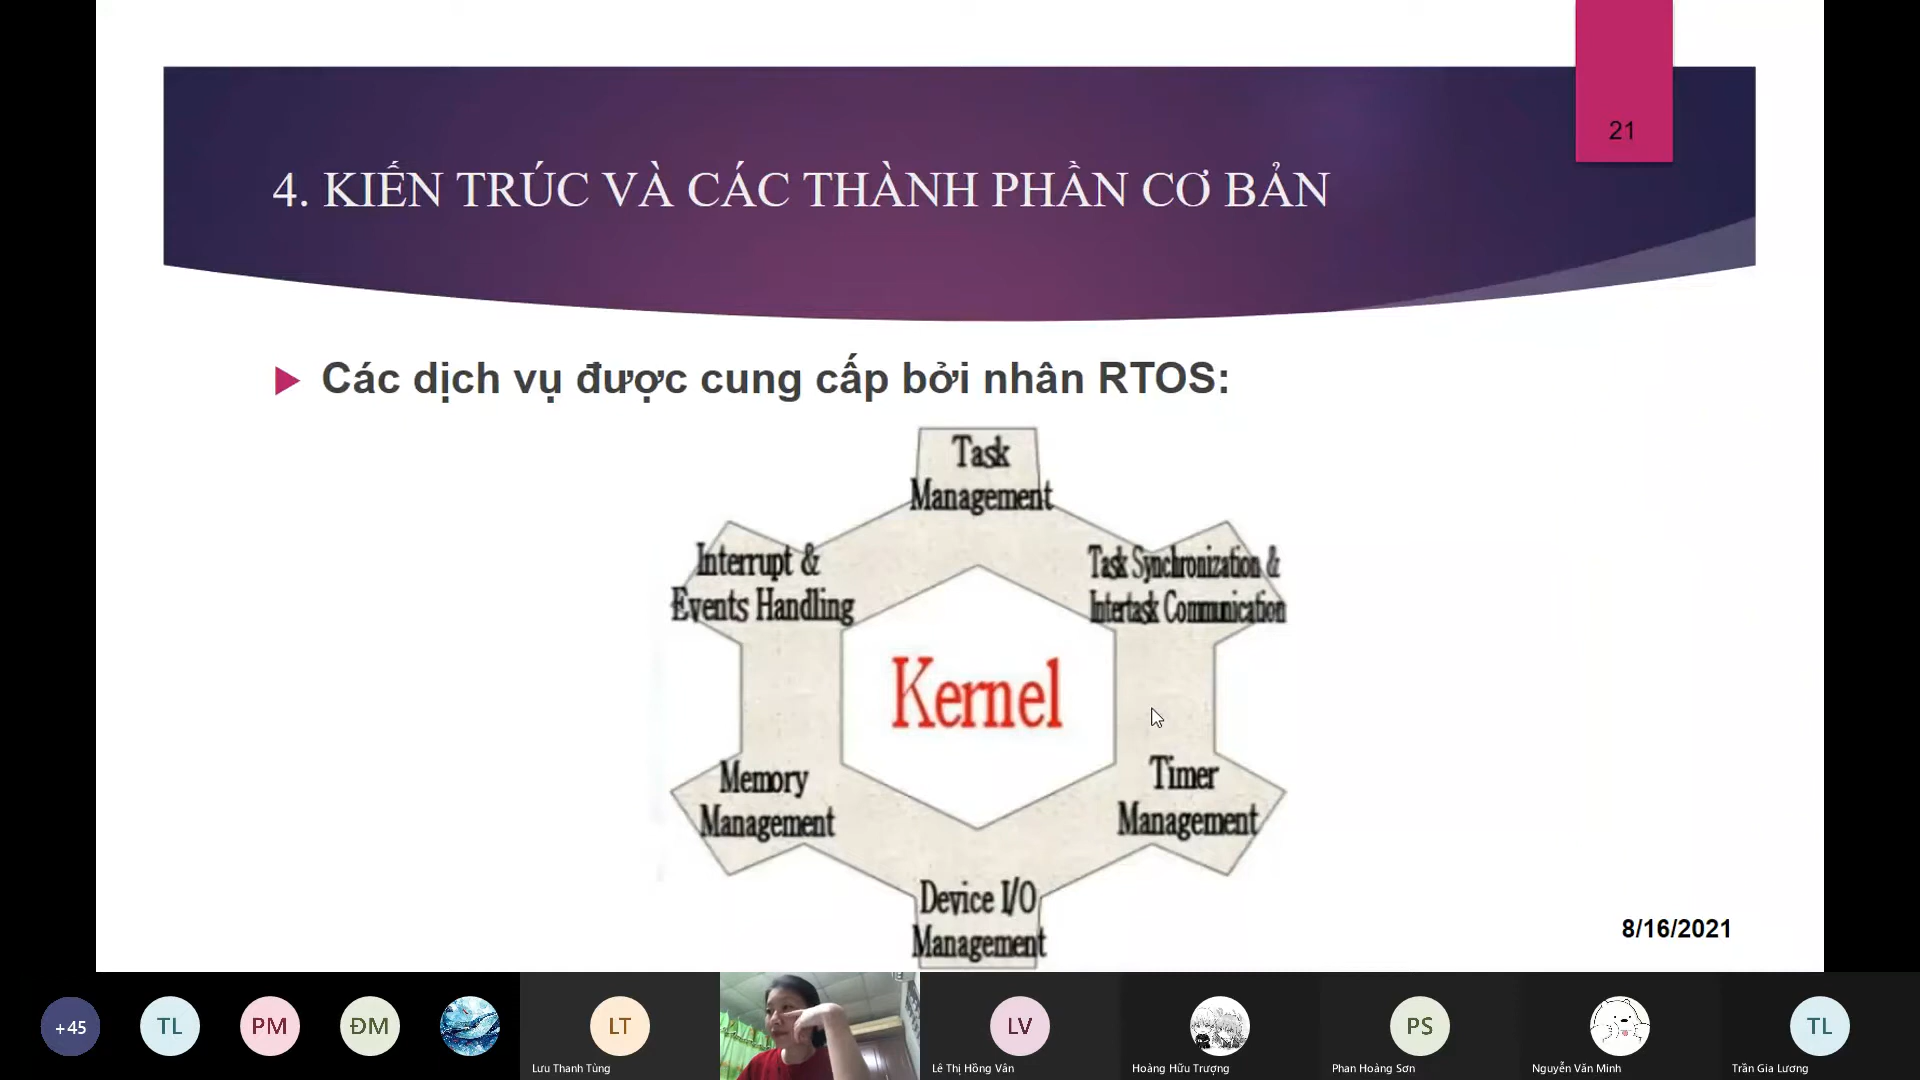 21
4. KIẾN TRÚC VÀ CÁC THÀNH PHẦN CƠ BẢN
Các dịch vụ được cung cấp bởi nhân RTOS:
Task
Management
Interrupt &
Events Handling
Task Synchronization &
Intertask Communication
Kernel
Memory
Management
Timer
Management
Device I/O
Management
8/16/2021
+45
TL
PM
ĐM
LT
Lưu Thanh Tùng
LV
Lê Thị Hồng Vân
Hoàng Hữu Trượng
PS
Phan Hoàng Sơn
Nguyễn Văn Minh
TL
Trần Gia Lương